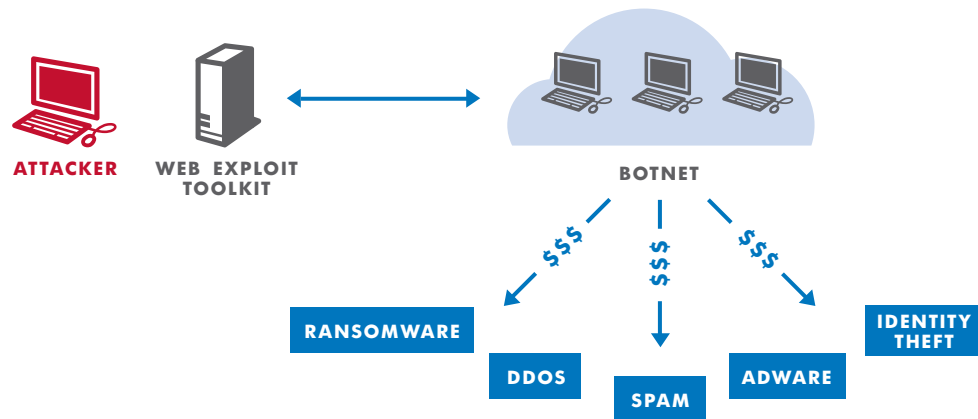 ATTACKER
WEB EXPLOIT
TOOLKIT
BOTNET
$$$
$$$
$$$
RANSOMWARE
DDOS
SPAM
ADWARE
IDENTITY
THEFT